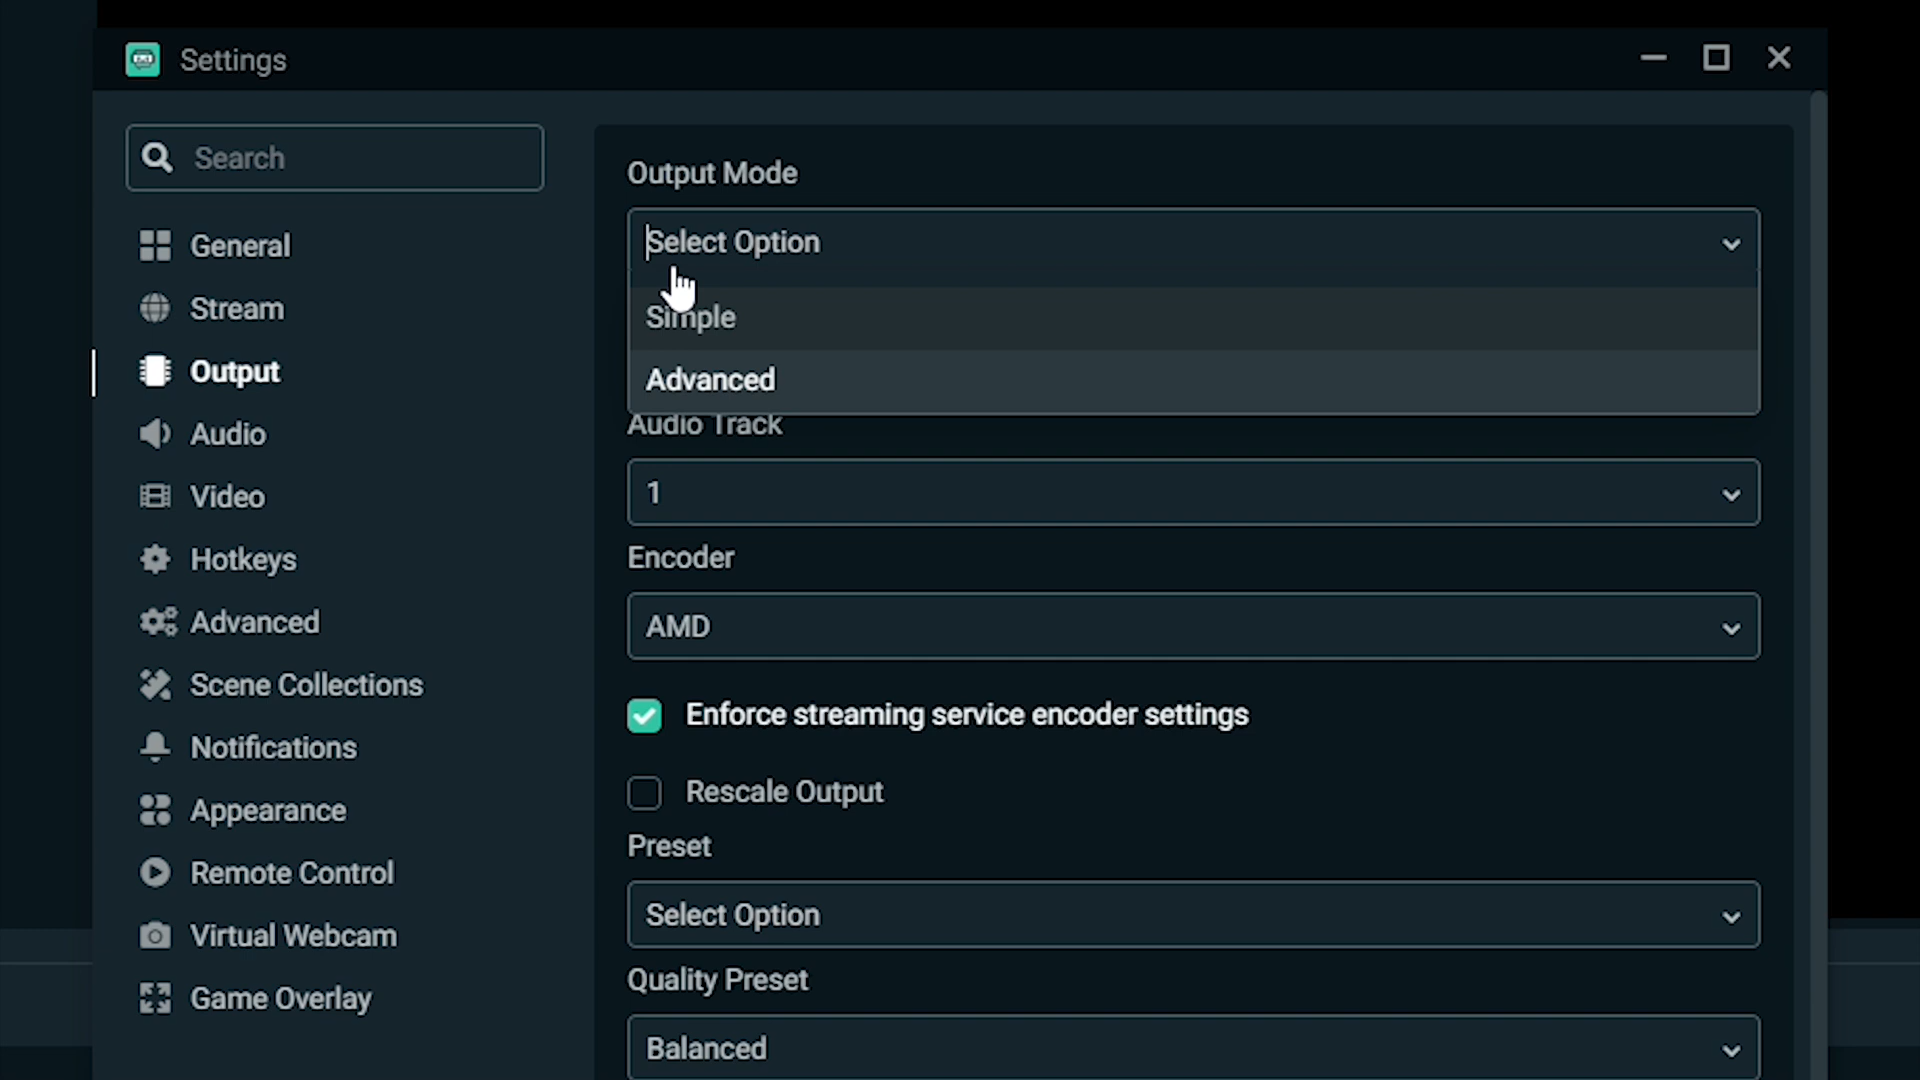 Settings
Search
General
Stream
Output
Audio
Video
Hotkeys
Advanced
Scene Collections
Notifications
Appearance
Remote Control
Virtual Webcam
Game Overlay
Output Mode
Select Option
Simple
Advanced
Audio Track
1
Encoder
AMD
Enforce streaming service encoder settings
Rescale Output
Preset
Select Option
Quality Preset
Balanced